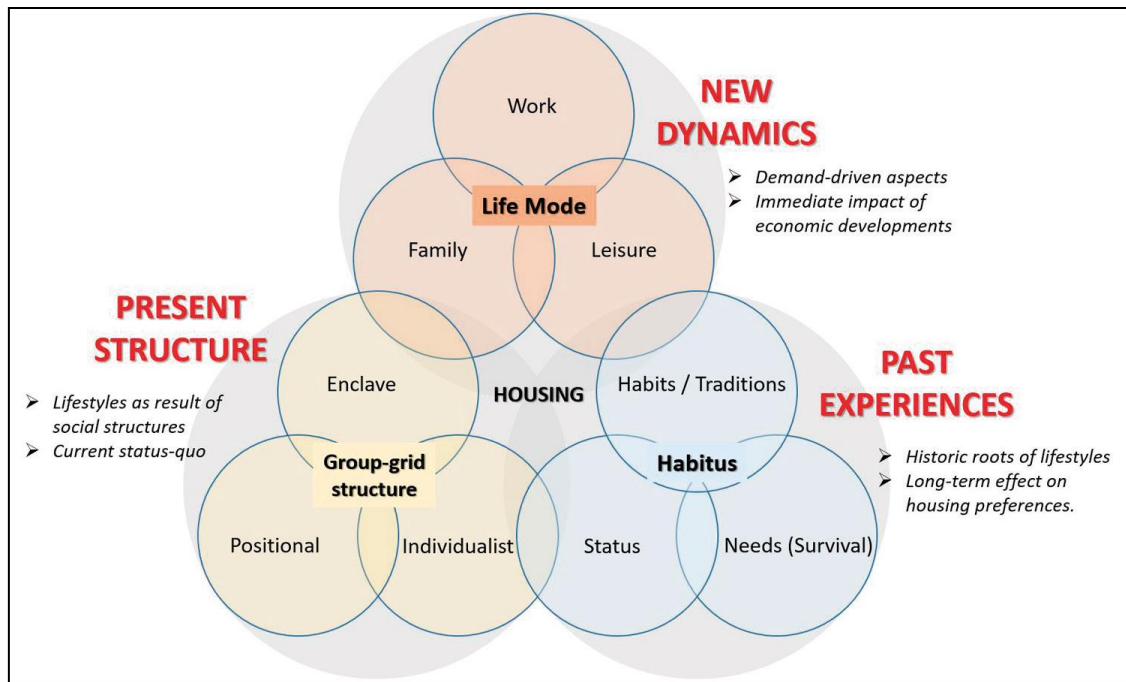 Work
NEW
DYNAMICS
➤ Demand-driven aspects
➤ Immediate impact of
economic developments
Life Mode
Family
Leisure
PRESENT
STRUCTURE
➤ Lifestyles as result of
social structures
➤ Current status-quo
Enclave
HOUSING
Habits / Traditions
PAST
EXPERIENCES
➤ Historic roots of lifestyles
➤ Long-term effect on
housing preferences.
Group-grid
structure
Habitus
Positional
Individualist
Status
Needs (Survival)